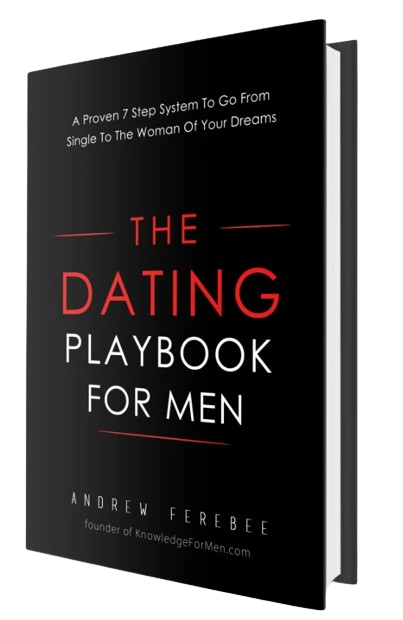 A Proven 7 Step System To Go From
Single To The Woman Of Your Dreams
THE
DATING
PLAYBOOK
FOR MEN
ANDREW FEREBEE
founder of KnowledgeForMen.com